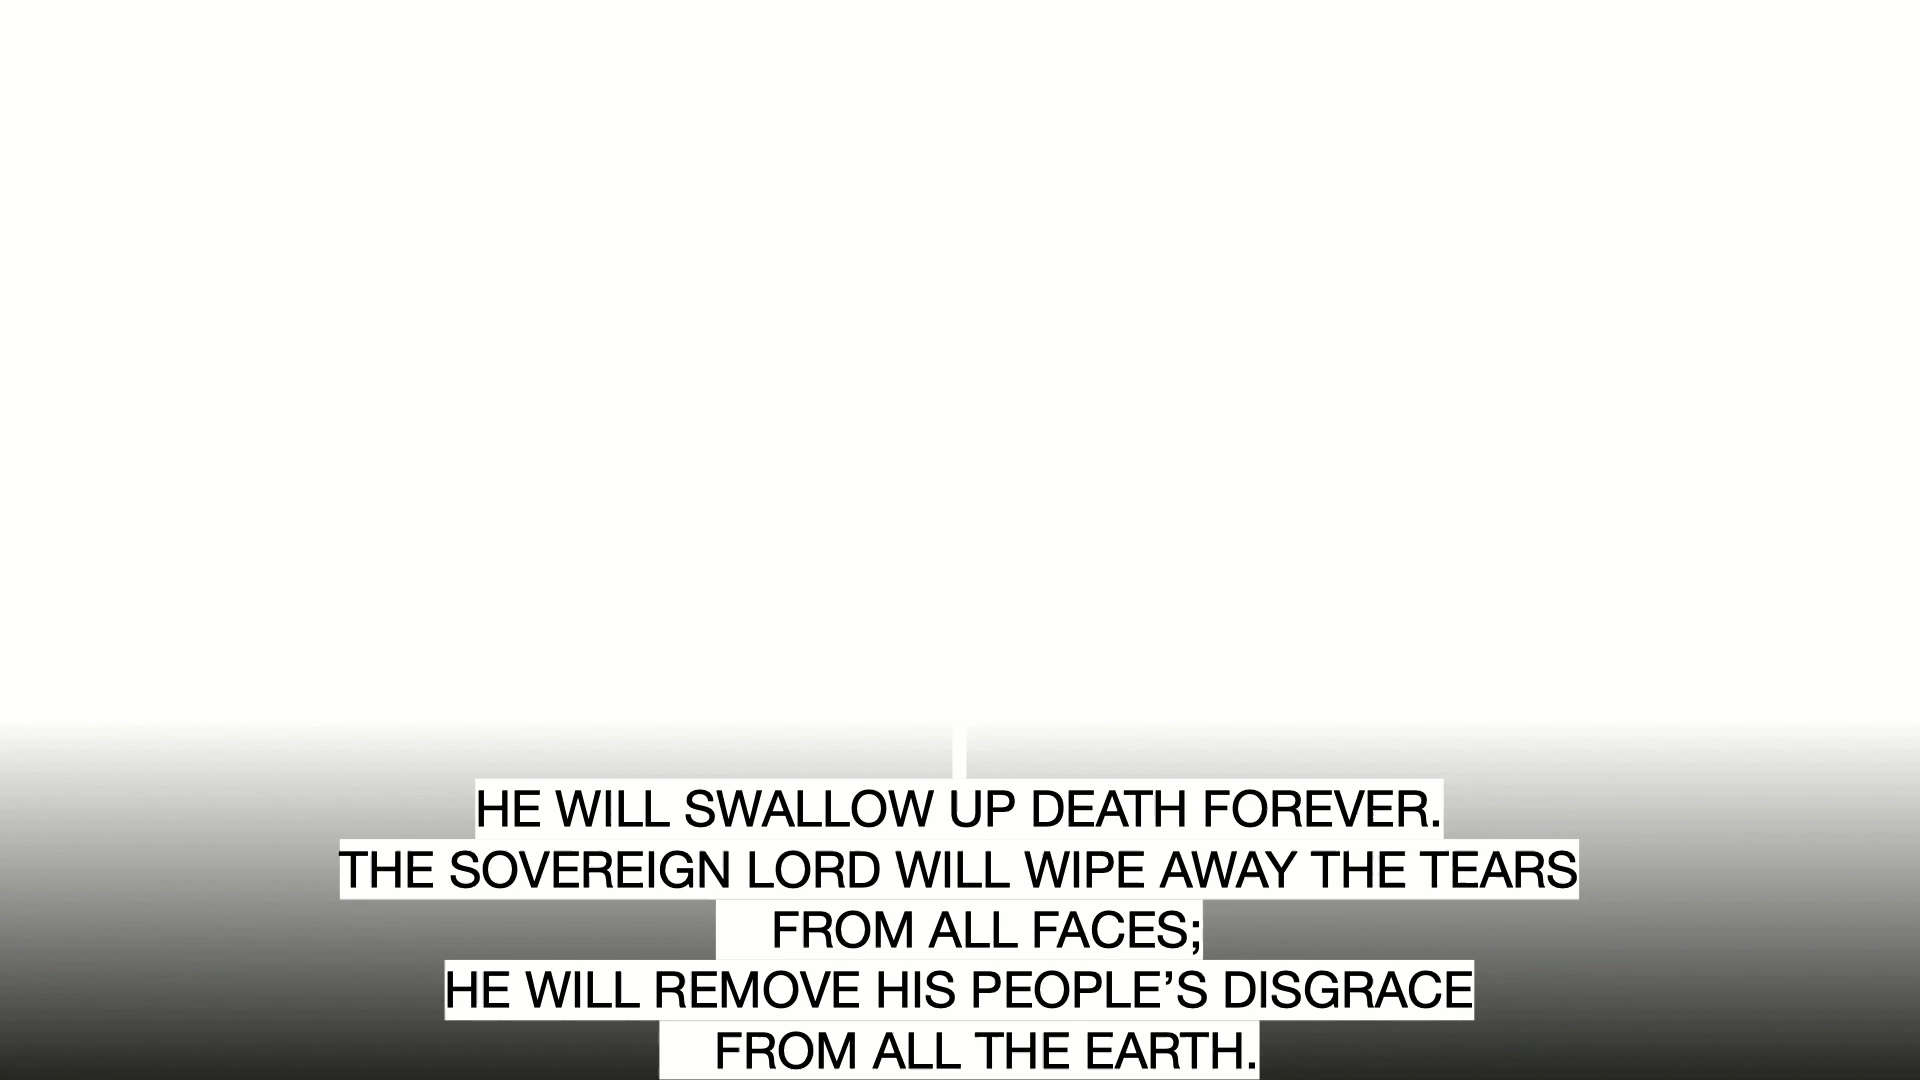 HE WILL SWALLOW UP DEATH FOREVER.
THE SOVEREIGN LORD WILL WIPE AWAY THE TEARS
FROM ALL FACES;
HE WILL REMOVE HIS PEOPLE’S DISGRACE
FROM ALL THE EARTH.